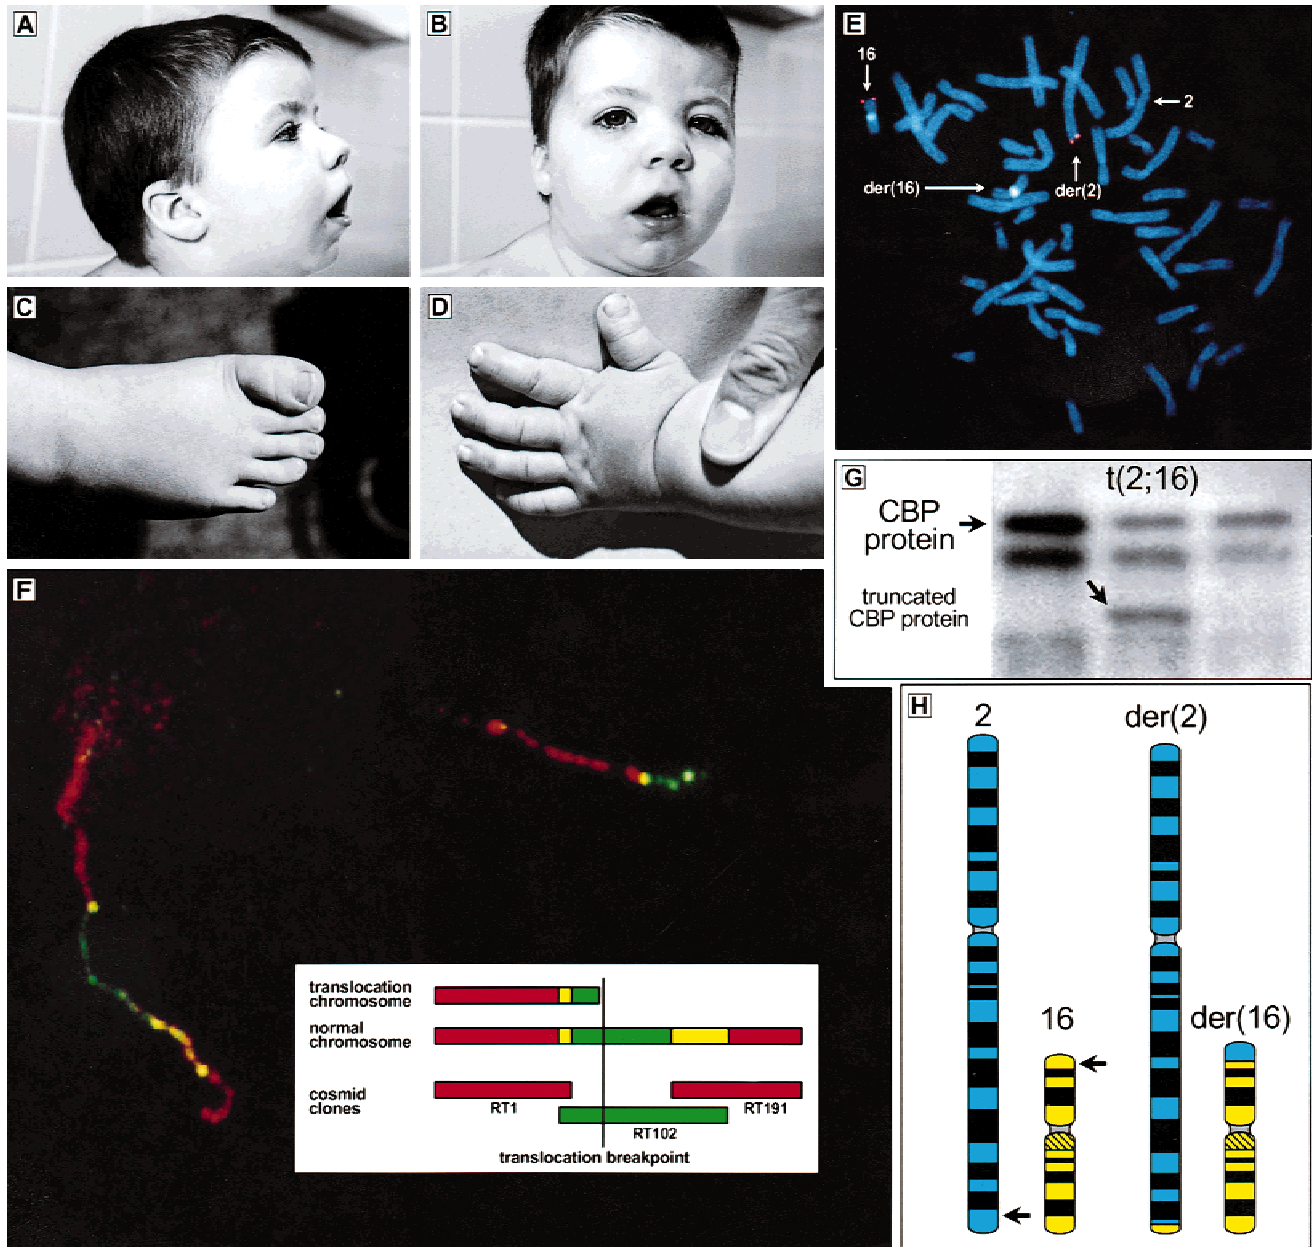 A
B
E
16
2
der(16)
der(2)
C
D
G
t(2;16)
CBP
protein
truncated
CBP protein
F
translocation
chromosome
normal
chromosome
cosmid
clones
RT1
RT191
RT102
translocation breakpoint
H
2
der(2)
16
der(16)